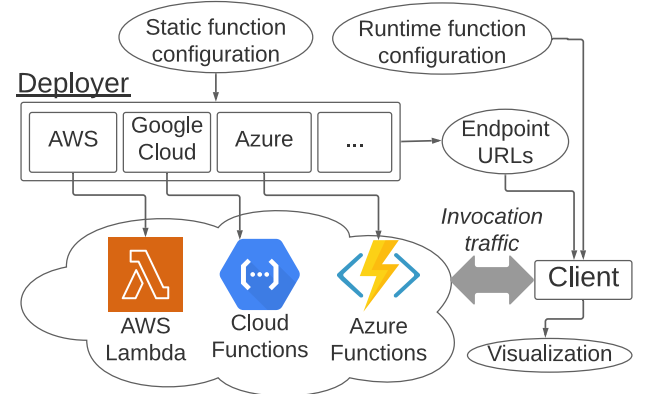 Static function
configuration
Runtime function
configuration
Deployer
AWS
Google
Cloud
Azure
...
Endpoint
URLs
Invocation
traffic
Client
AWS
Lambda
Cloud
Functions
Azure
Functions
Visualization